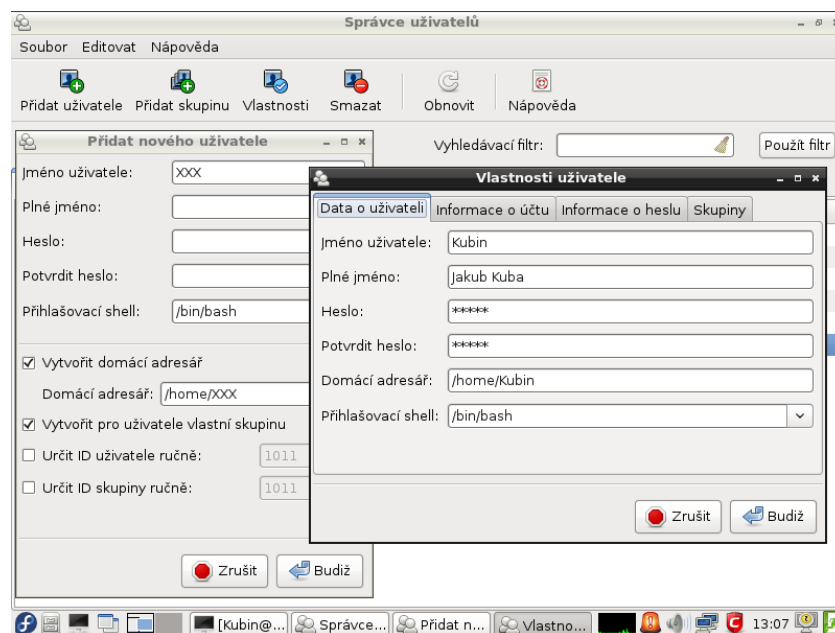 Správce uživatelů
Soubor Editovat Nápověda
Přidat uživatele Přidat skupinu Vlastnosti Smazat Obnovit Nápověda
Vyhledávací filtr: Použít filtr
Přidat nového uživatele
Jméno uživatele: XXX
Plné jméno:
Heslo:
Potvrdit heslo:
Přihlašovací shell: /bin/bash
Vytvořit domácí adresář
Domácí adresář: /home/XXX
Vytvořit pro uživatele vlastní skupinu
Určit ID uživatele ručně: 1011
Určit ID skupiny ručně: 1011
Zrušit Budiž
Vlastnosti uživatele
Data o uživateli Informace o účtu Informace o heslu Skupiny
Jméno uživatele: Kubin
Plné jméno: Jakub Kuba
Heslo: *****
Potvrdit heslo: *****
Domácí adresář: /home/Kubin
Přihlašovací shell: /bin/bash
Zrušit Budiž
[Kubin@... Správce... Přidat n... Vlastno... 13:07